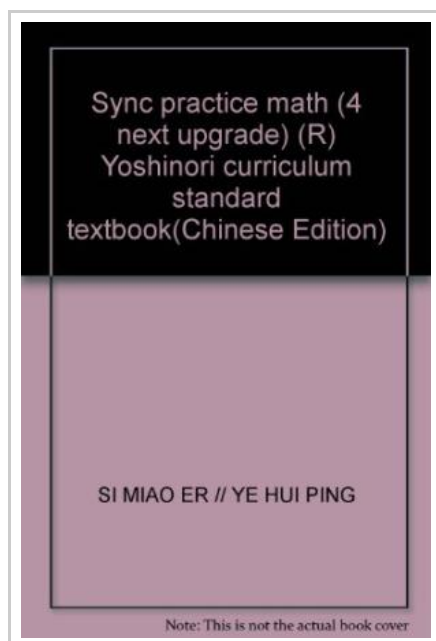 Sync practice math (4
next upgrade) (R)
Yoshinori curriculum
standard
textbook(Chinese Edition)
SI MIAO ER // YE HUI PING
Note: This is not the actual book cover